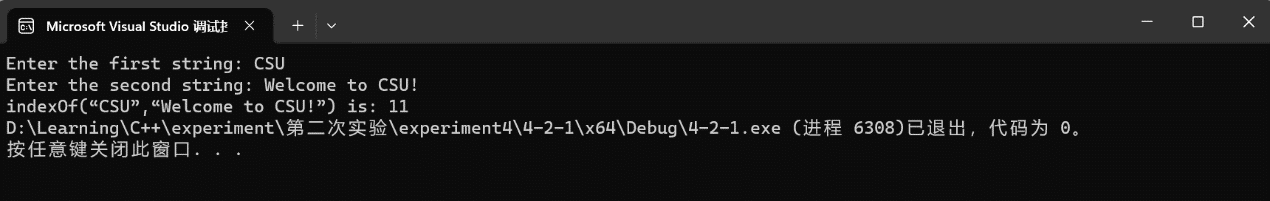 Microsoft Visual Studio 调试
Enter the first string: CSU
Enter the second string: Welcome to CSU!
indexOf(“CSU”,“Welcome to CSU!”) is: 11
D:\Learning\C++\experiment\第二次实验\experiment4\4-2-1\x64\Debug\4-2-1.exe (进程 6308)已退出，代码为 0。
按任意键关闭此窗口. . .